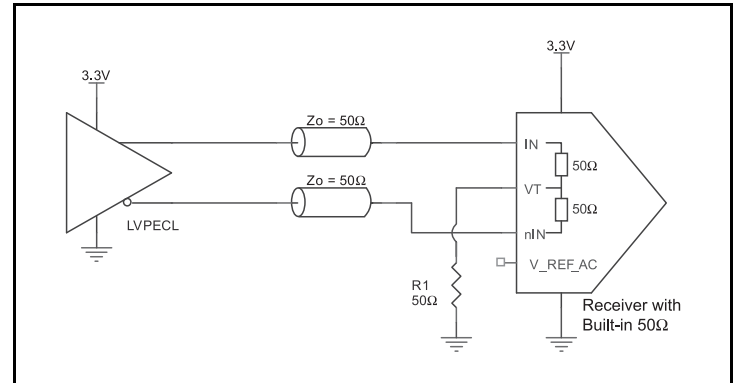 3.3V
3.3V
Zo = 50Ω
IN
50Ω
Zo = 50Ω
VT
50Ω
LVPECL
nIN
V_REF_AC
R1
50Ω
Receiver with
Built-in 50Ω